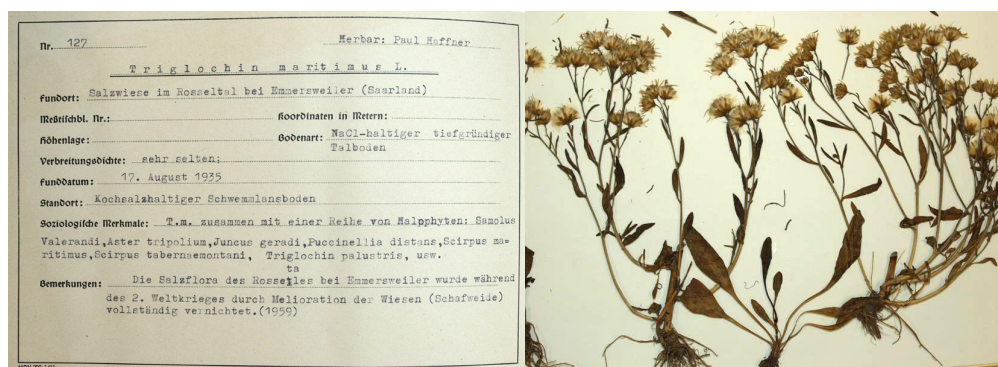 Nr. 127 Herbar: Paul Haffner
Triglochin maritimus L.
Fundort: Salzwiese im Rosseltal bei Emmersweiler (Saarland)
Meßtischbl. Nr.: Koordinaten in Metern:
Höhenlage: Bodenart: NaCl-haltiger tiefgründiger
Talboden
Verbreitungsdichte: sehr selten;
Funddatum: 17. August 1935
Standort: Kochsalzhaltiger Schwemmlansboden
Soziologische Merkmale: T.m. zusammen mit einer Reihe von Halpphyten: Samolus
Valerandi,Aster tripolium,Juncus geradi,Puccinellia distans,Scirpus ma=
ritimus,Scirpus tabernaemontani, Triglochin palustris, usw.
ta
Bemerkungen: Die Salzflora des Rossetles bei Emmersweiler wurde während
des 2. Weltkrieges durch Melioration der Wiesen (Schafweide)
vollständig vernichtet.(1959)